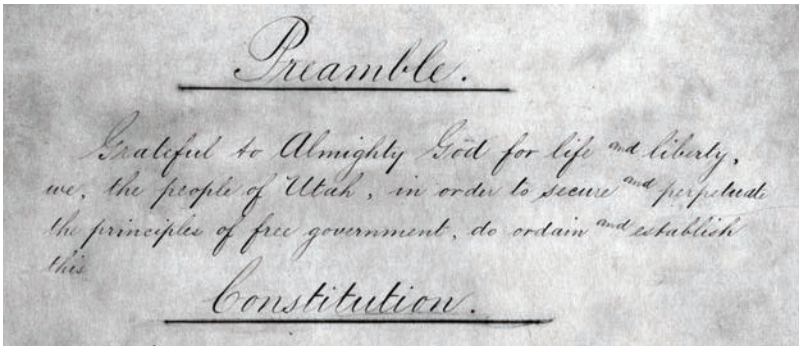 Preamble.
Grateful to Almighty God for life and liberty,
we, the people of Utah, in order to secure and perpetuate
the principles of free government, do ordain and establish
this
Constitution.